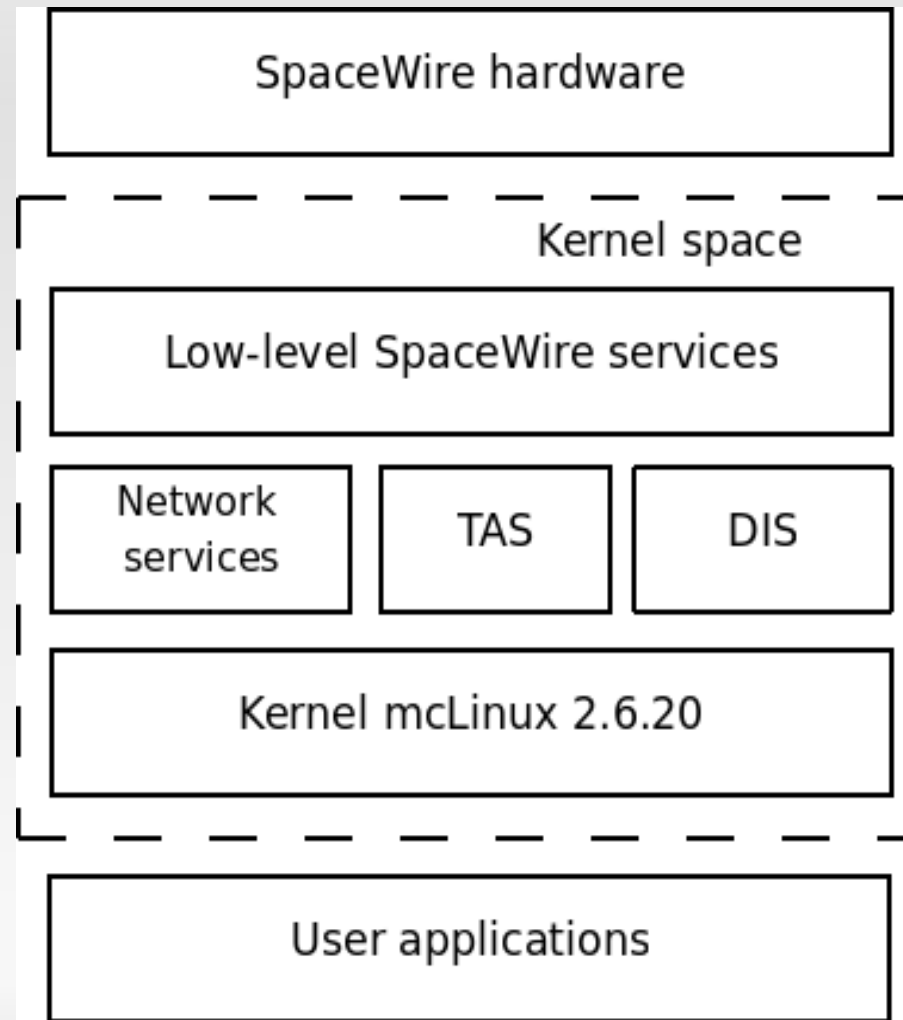 SpaceWire hardware
Kernel space
Low-level SpaceWire services
Network
services
TAS
DIS
Kernel mcLinux 2.6.20
User applications